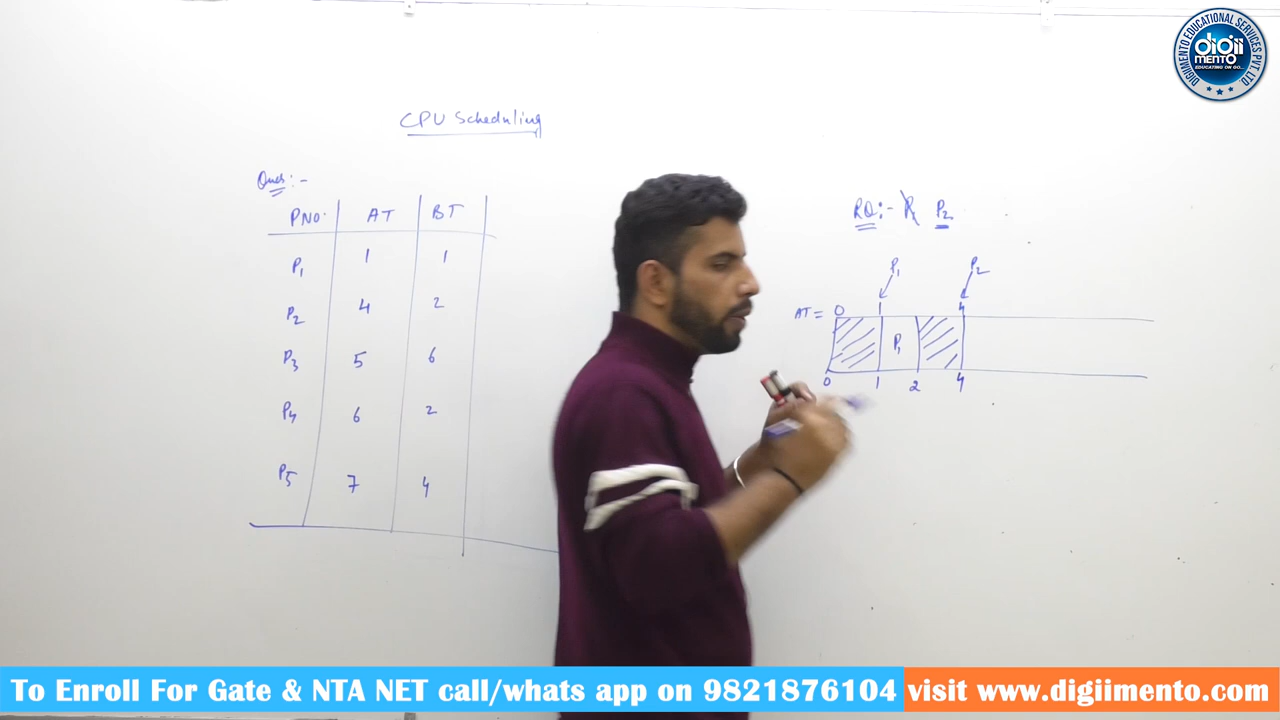 CPU Scheduling
Ques:-
PNO. AT BT
P1 1 1
P2 4 2
P3 5 6
P4 6 2
P5 7 4
RQ:- P1 P2
P1 P2
AT = 0 1 4
P1
0 1 2 4
DIGIIMENTO EDUCATIONAL SERVICES PVT. LTD
digii
MENTO
EDUCATING ON GO...
To Enroll For Gate & NTA NET call/whats app on 9821876104 visit www.digiimento.com